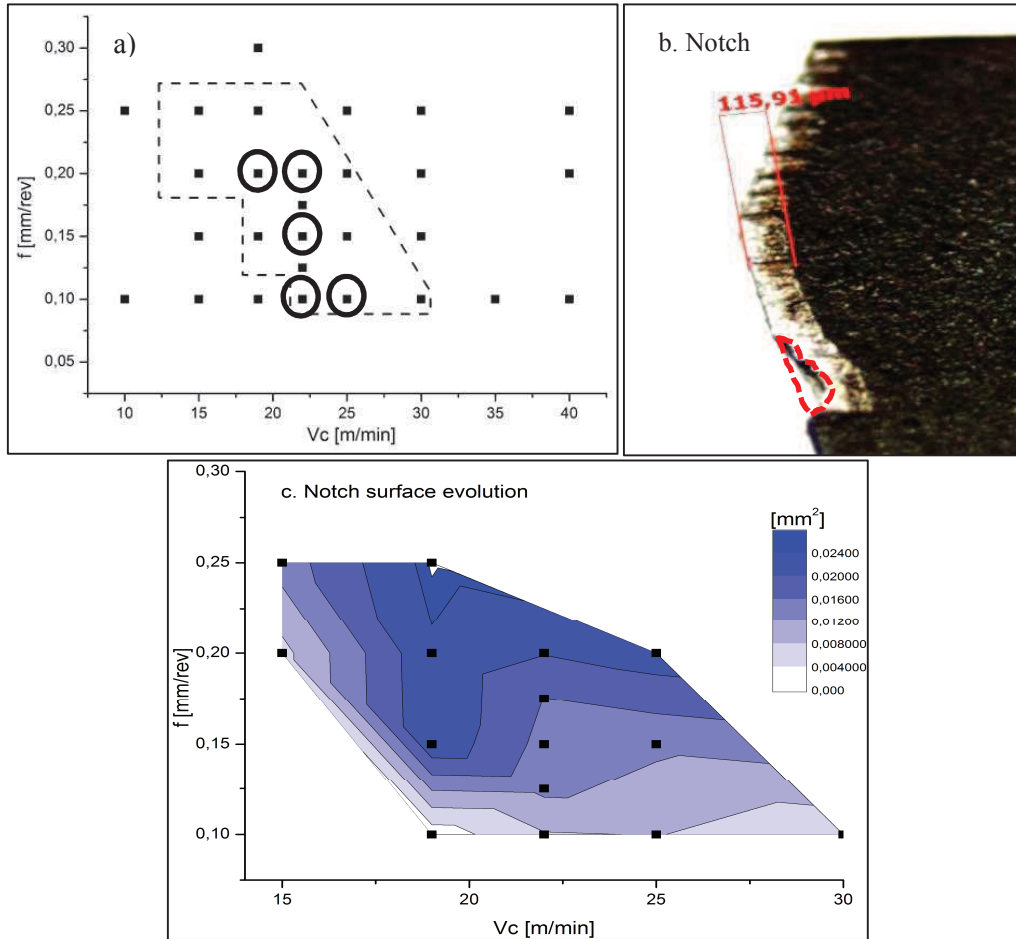 a)
0,30
0,25
0,20
0,15
0,10
0,05
f [mm/rev]
10 15 20 25 30 35 40
Vc [m/min]
b. Notch
115,91
c. Notch surface evolution
0,30
0,25
0,20
0,15
0,10
f [mm/rev]
15 20 25 30
Vc [m/min]
[mm²]
0,02400
0,02000
0,01600
0,01200
0,008000
0,004000
0,000